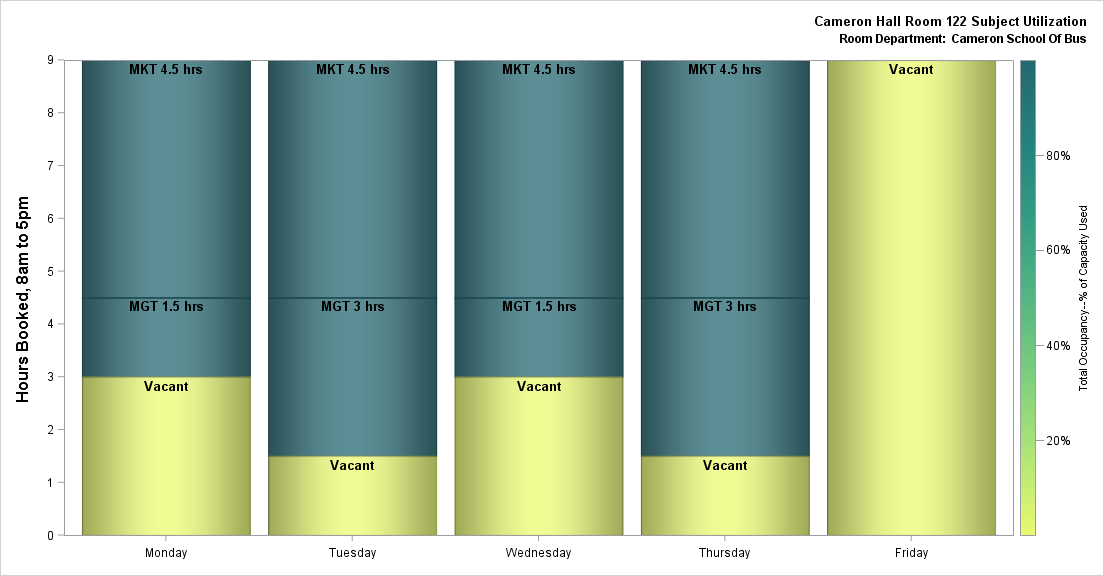 Cameron Hall Room 122 Subject Utilization
Room Department: Cameron School Of Bus
Hours Booked, 8am to 5pm
9
8
7
6
5
4
3
2
1
0
MKT 4.5 hrs
MGT 1.5 hrs
Vacant
MKT 4.5 hrs
MGT 3 hrs
Vacant
MKT 4.5 hrs
MGT 1.5 hrs
Vacant
MKT 4.5 hrs
MGT 3 hrs
Vacant
Vacant
Monday
Tuesday
Wednesday
Thursday
Friday
80%
60%
40%
20%
Total Occupancy--% of Capacity Used